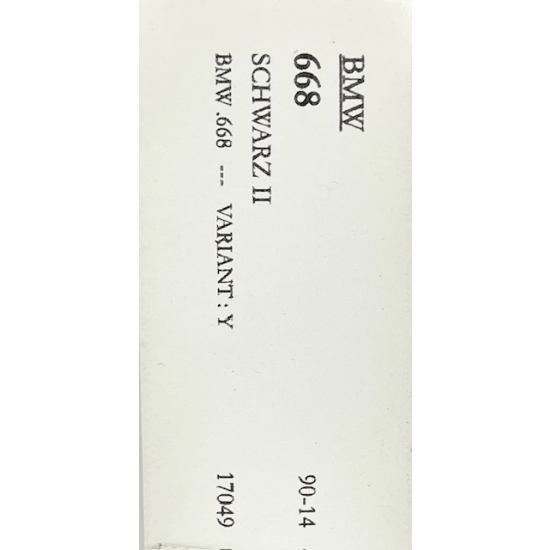 BMW
668 90-14
SCHWARZ II
BMW .668 --- VARIANT : Y 17049